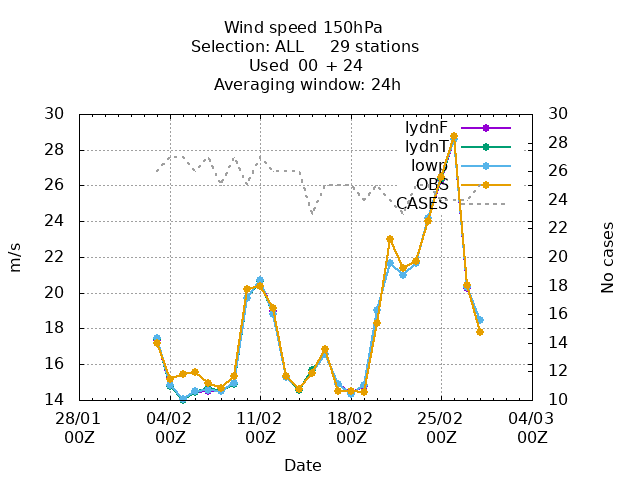 Wind speed 150hPa
Selection: ALL     29 stations
Used  00  + 24
Averaging window: 24h
30 30
28 28
26 26
24 24
22 22
20 20
18 18
16 16
14 14
12
10
m/s
No cases
lydnF
lydnT
lowp
OBS
CASES
28/01 04/02 11/02 18/02 25/02 04/03
00Z 00Z 00Z 00Z 00Z 00Z
Date